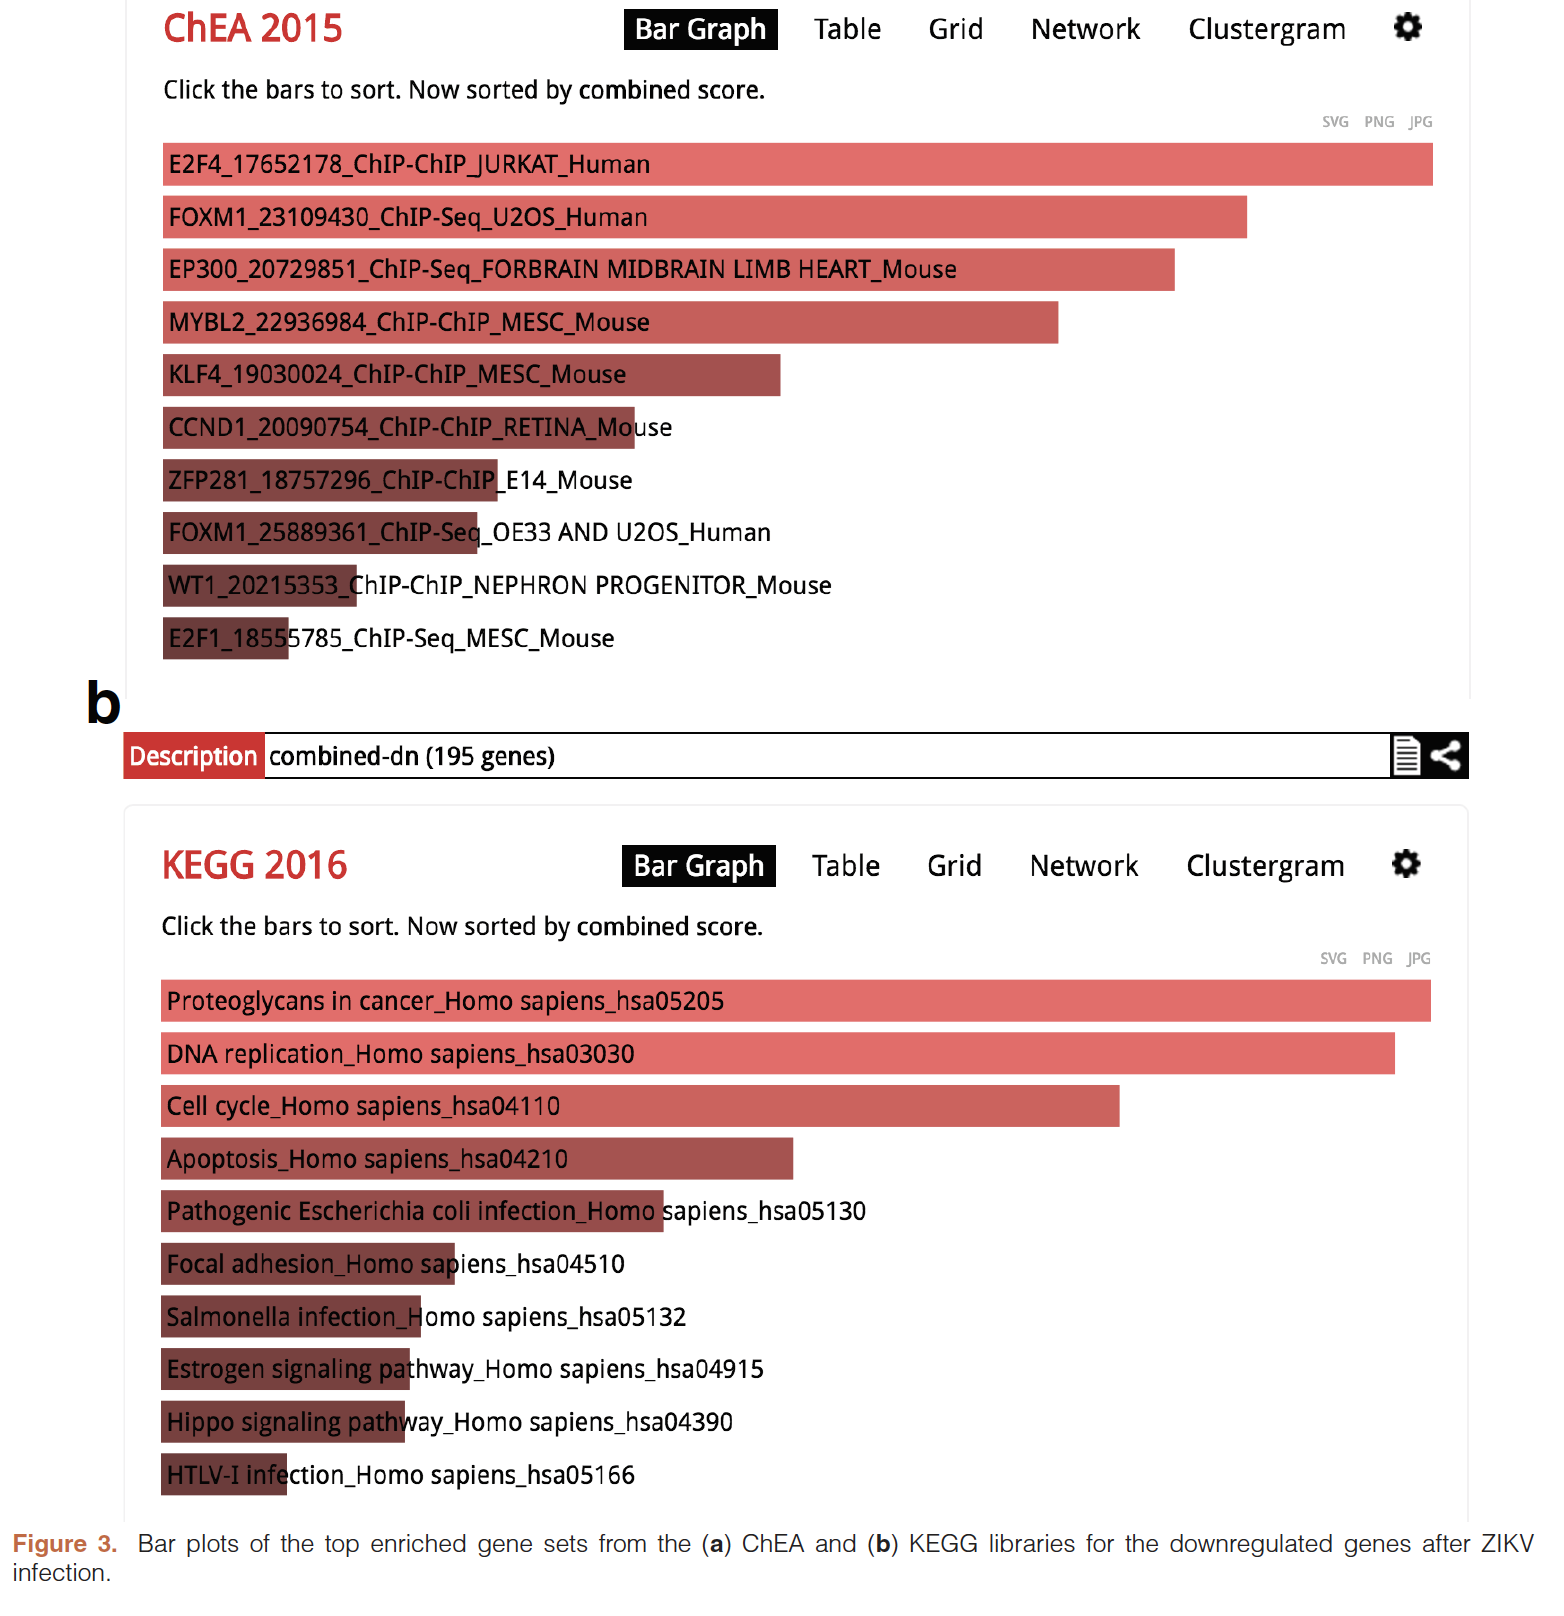 ChEA 2015
Bar Graph Table Grid Network Clustergram
Click the bars to sort. Now sorted by combined score.
SVG PNG JPG
E2F4_17652178_ChIP-ChIP_JURKAT_Human
FOXM1_23109430_ChIP-Seq_U2OS_Human
EP300_20729851_ChIP-Seq_FORBRAIN MIDBRAIN LIMB HEART_Mouse
MYBL2_22936984_ChIP-ChIP_MESC_Mouse
KLF4_19030024_ChIP-ChIP_MESC_Mouse
CCND1_20090754_ChIP-ChIP_RETINA_Mouse
ZFP281_18757296_ChIP-ChIP_E14_Mouse
FOXM1_25889361_ChIP-Seq_OE33 AND U2OS_Human
WT1_20215353_ChIP-ChIP_NEPHRON PROGENITOR_Mouse
E2F1_18555785_ChIP-Seq_MESC_Mouse
b
Description combined-dn (195 genes)
KEGG 2016
Bar Graph Table Grid Network Clustergram
Click the bars to sort. Now sorted by combined score.
SVG PNG JPG
Proteoglycans in cancer_Homo sapiens_hsa05205
DNA replication_Homo sapiens_hsa03030
Cell cycle_Homo sapiens_hsa04110
Apoptosis_Homo sapiens_hsa04210
Pathogenic Escherichia coli infection_Homo sapiens_hsa05130
Focal adhesion_Homo sapiens_hsa04510
Salmonella infection_Homo sapiens_hsa05132
Estrogen signaling pathway_Homo sapiens_hsa04915
Hippo signaling pathway_Homo sapiens_hsa04390
HTLV-I infection_Homo sapiens_hsa05166
Figure 3. Bar plots of the top enriched gene sets from the (a) ChEA and (b) KEGG libraries for the downregulated genes after ZIKV
infection.